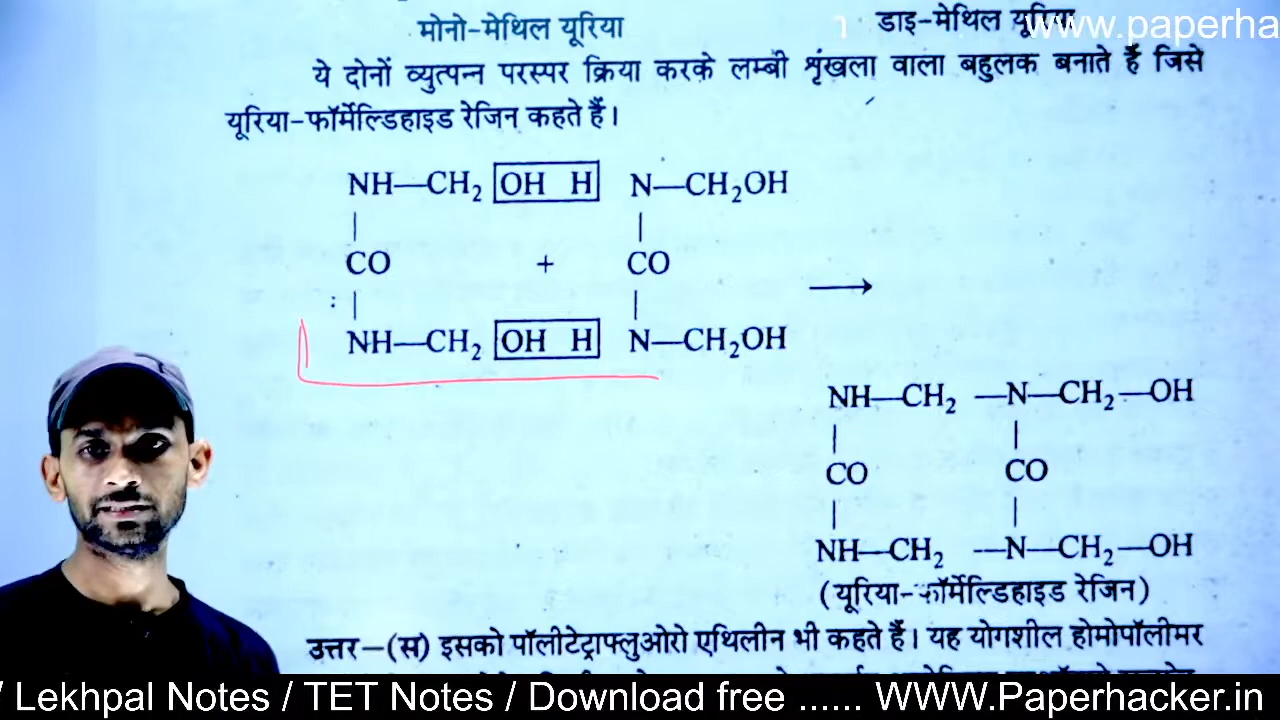 मोनो-मेथिल यूरिया डाइ-मेथिल यूरिया www.paperha
ये दोनों व्युत्पन्न परस्पर क्रिया करके लम्बी शृंखला वाला बहुलक बनाते हैं जिसे
यूरिया-फॉर्मेल्डिहाइड रेजिन कहते हैं।
NH—CH₂ OH H N—CH₂OH
CO + CO
⟶
NH—CH₂ OH H N—CH₂OH
NH—CH₂ —N—CH₂—OH
CO CO
NH—CH₂ —N—CH₂—OH
(यूरिया-फॉर्मेल्डिहाइड रेजिन)
उत्तर–(स) इसको पॉलीटेट्राफ्लुओरो एथिलीन भी कहते हैं। यह योगशील होमोपॉलीमर
/ Lekhpal Notes / TET Notes / Download free ...... WWW.Paperhacker.in